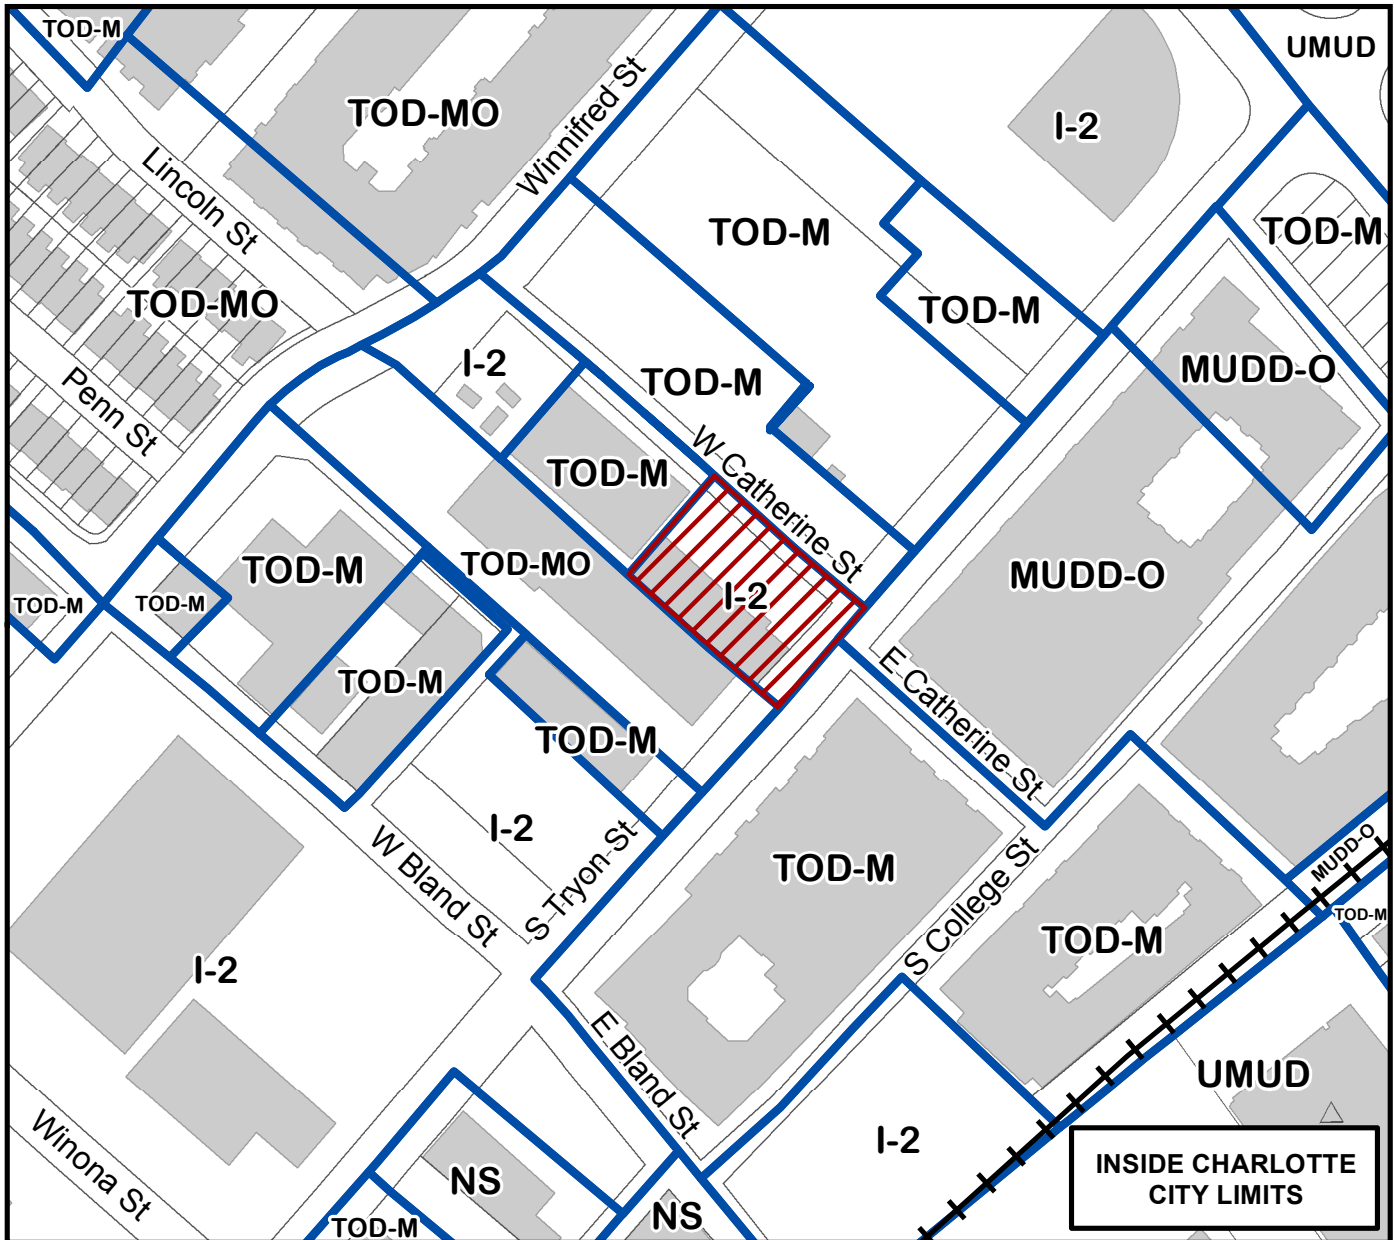 TOD-M
UMUD
TOD-MO
Winnifred St
I-2
Lincoln St
TOD-M
TOD-M
TOD-MO
TOD-M
I-2
MUDD-O
TOD-M
Penn St
W Catherine St
TOD-M
TOD-M
TOD-MO
MUDD-O
I-2
TOD-M
TOD-M
E Catherine St
TOD-M
TOD-M
I-2
S Tryon St
W Bland St
TOD-M
S College St
MUDD-O
TOD-M
TOD-M
I-2
E Bland St
UMUD
Winona St
I-2
NS
NS
TOD-M
INSIDE CHARLOTTE
CITY LIMITS